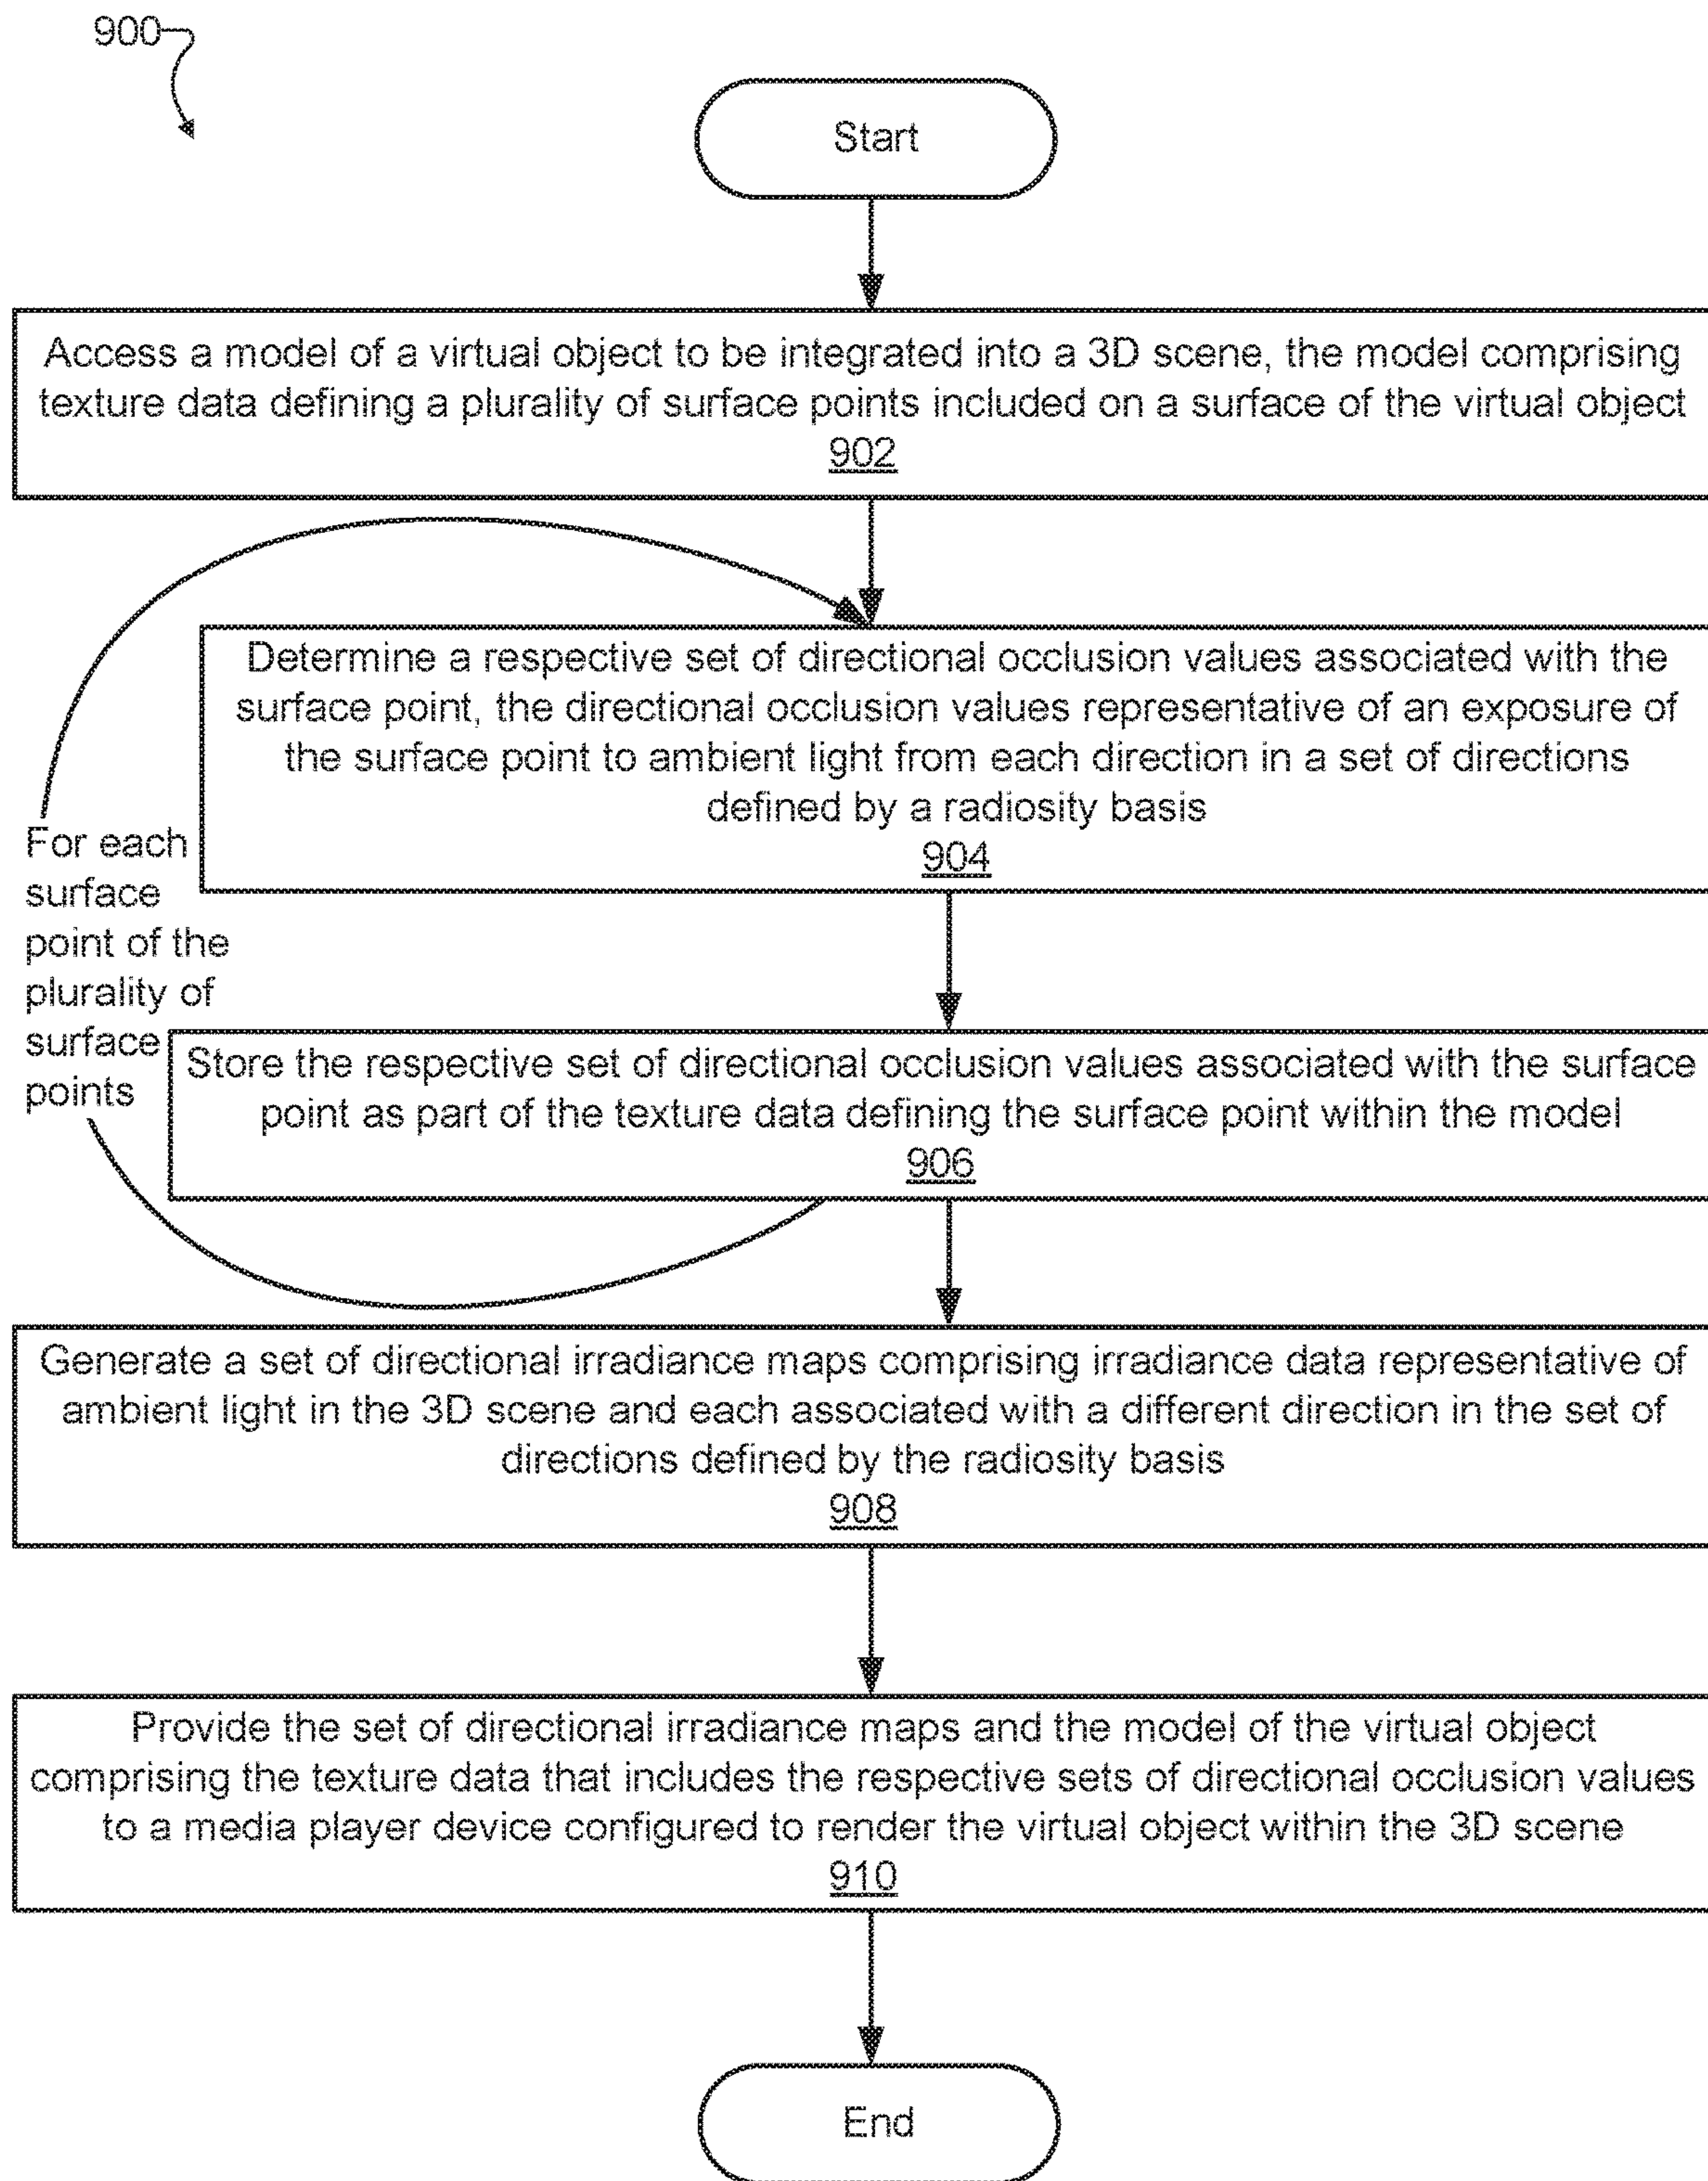 900
Start
Access a model of a virtual object to be integrated into a 3D scene, the model comprising
texture data defining a plurality of surface points included on a surface of the virtual object
902
Determine a respective set of directional occlusion values associated with the
surface point, the directional occlusion values representative of an exposure of
the surface point to ambient light from each direction in a set of directions
defined by a radiosity basis
904
For each
surface
point of the
plurality of
surface
points
Store the respective set of directional occlusion values associated with the surface
point as part of the texture data defining the surface point within the model
906
Generate a set of directional irradiance maps comprising irradiance data representative of
ambient light in the 3D scene and each associated with a different direction in the set of
directions defined by the radiosity basis
908
Provide the set of directional irradiance maps and the model of the virtual object
comprising the texture data that includes the respective sets of directional occlusion values
to a media player device configured to render the virtual object within the 3D scene
910
End